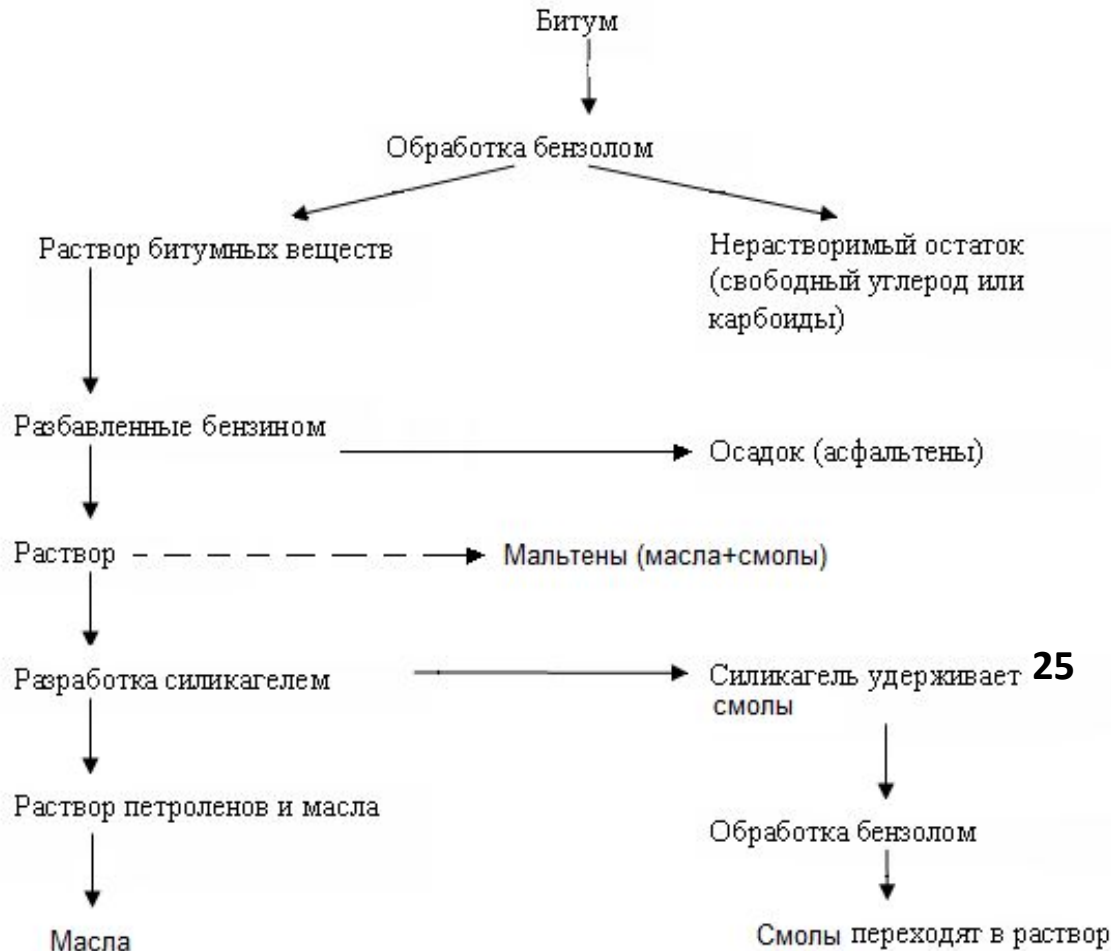 Битум
Обработка бензолом
Раствор битумных веществ
Нерастворимый остаток
(свободный углерод или
карбоиды)
Разбавленные бензином
Осадок (асфальтены)
Раствор
Мальтены (масла+смолы)
Разработка силикагелем
Силикагель удерживает 25
смолы
Раствор петроленов и масла
Обработка бензолом
Масла
Смолы переходят в раствор